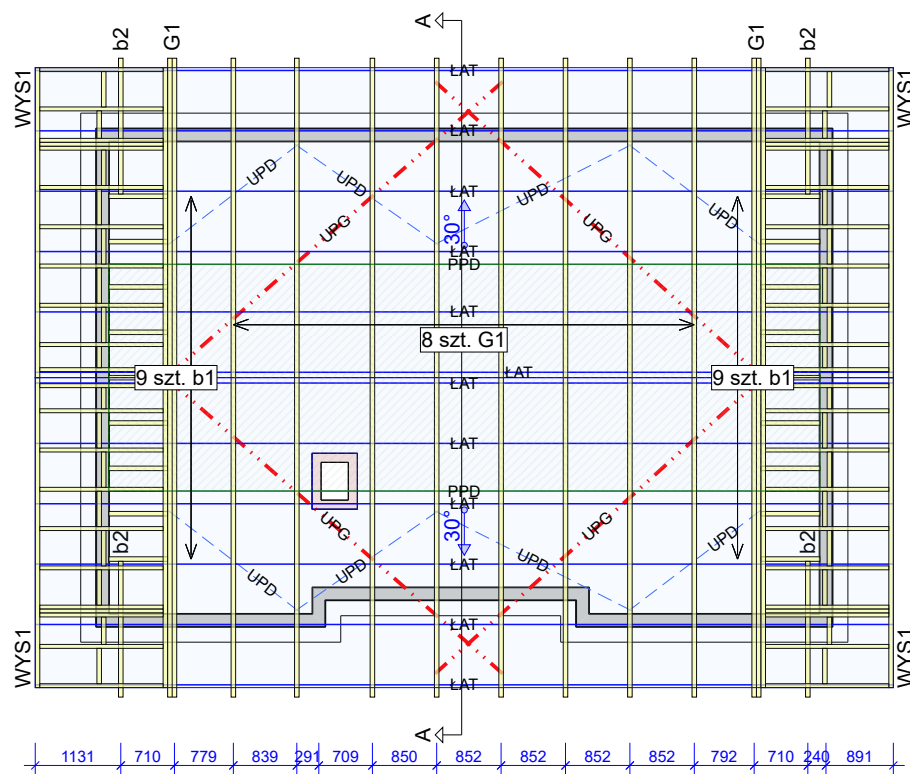 A
b2
G1
G1
b2
WYS1
ŁAT
WYS1
ŁAT
UPD
UPD
ŁAT
UPD
UPD
UPG
30°
UPG
ŁAT
PPD
ŁAT
8 szt. G1
9 szt. b1
ŁAT
ŁAT
9 szt. b1
ŁAT
PPD
ŁAT
UPG
30°
UPG
b2
UPD
UPD
ŁAT
UPD
UPD
b2
WYS1
ŁAT
WYS1
ŁAT
A
1131 710 779 839 291 709 850 852 852 852 852 792 710 240 891